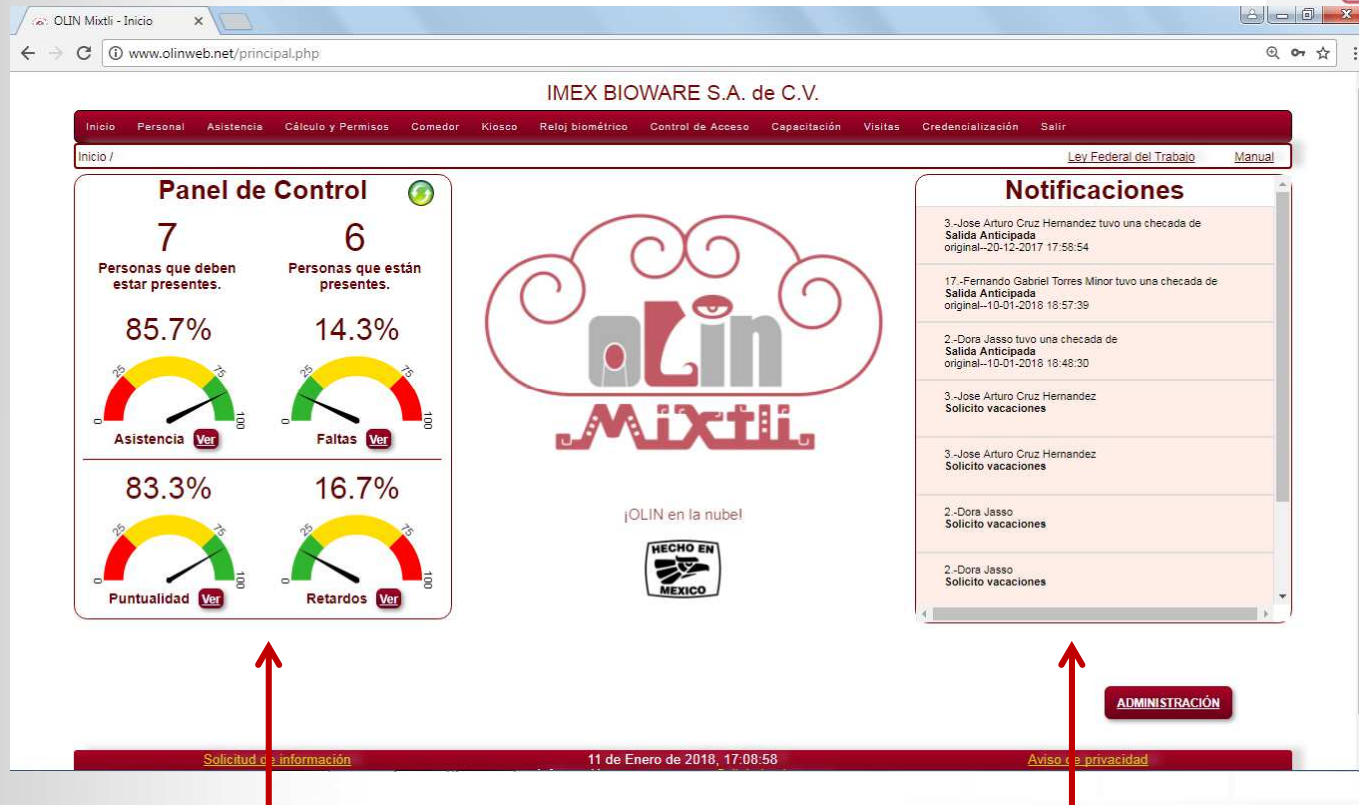 OLIN Mixtli - Inicio
www.olinweb.net/principal.php
IMEX BIOWARE S.A. de C.V.
Inicio Personal Asistencia Cálculo y Permisos Comedor Kiosco Reloj biométrico Control de Acceso Capacitación Visitas Credencialización Salir
Inicio / Ley Federal del Trabajo Manual
Panel de Control
7 6
Personas que deben estar presentes.
Personas que están presentes.
85.7% 14.3%
0 25 75 100
0 25 75 100
Asistencia Ver Faltas Ver
83.3% 16.7%
0 25 75 100
0 25 75 100
Puntualidad Ver Retardos Ver
OLin
Mixtli
¡OLIN en la nube!
HECHO EN
MEXICO
Notificaciones
3.-Jose Arturo Cruz Hernandez tuvo una checada de
Salida Anticipada
original--20-12-2017 17:58:54
17.-Fernando Gabriel Torres Minor tuvo una checada de
Salida Anticipada
original--10-01-2018 18:57:39
2.-Dora Jasso tuvo una checada de
Salida Anticipada
original--10-01-2018 18:48:30
3.-Jose Arturo Cruz Hernandez
Solicito vacaciones
3.-Jose Arturo Cruz Hernandez
Solicito vacaciones
2.-Dora Jasso
Solicito vacaciones
2.-Dora Jasso
Solicito vacaciones
ADMINISTRACIÓN
Solicitud de información 11 de Enero de 2018, 17:08:58 Aviso de privacidad